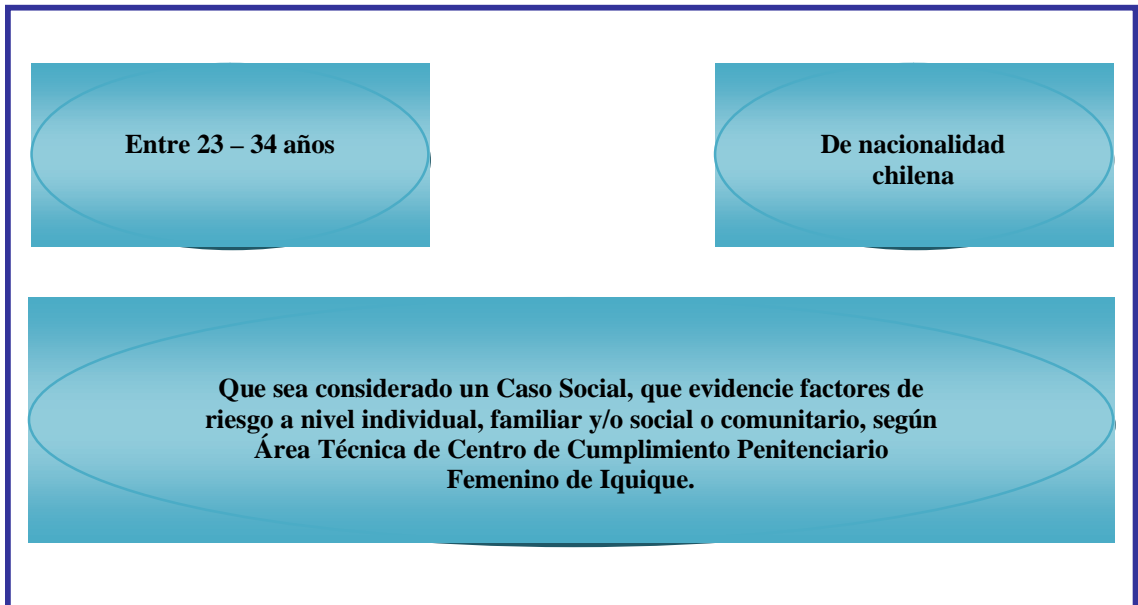 Entre 23 – 34 años
De nacionalidad
chilena
Que sea considerado un Caso Social, que evidencie factores de
riesgo a nivel individual, familiar y/o social o comunitario, según
Área Técnica de Centro de Cumplimiento Penitenciario
Femenino de Iquique.